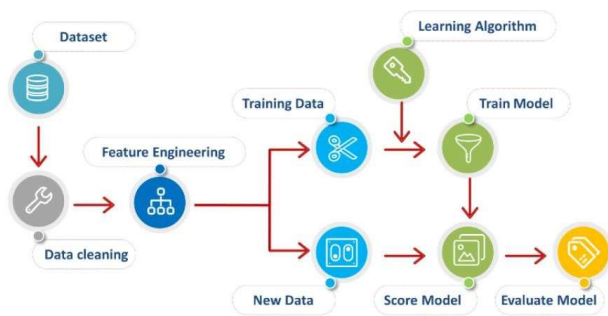 Dataset
Learning Algorithm
Training Data
Train Model
Feature Engineering
Data cleaning
New Data
Score Model
Evaluate Model